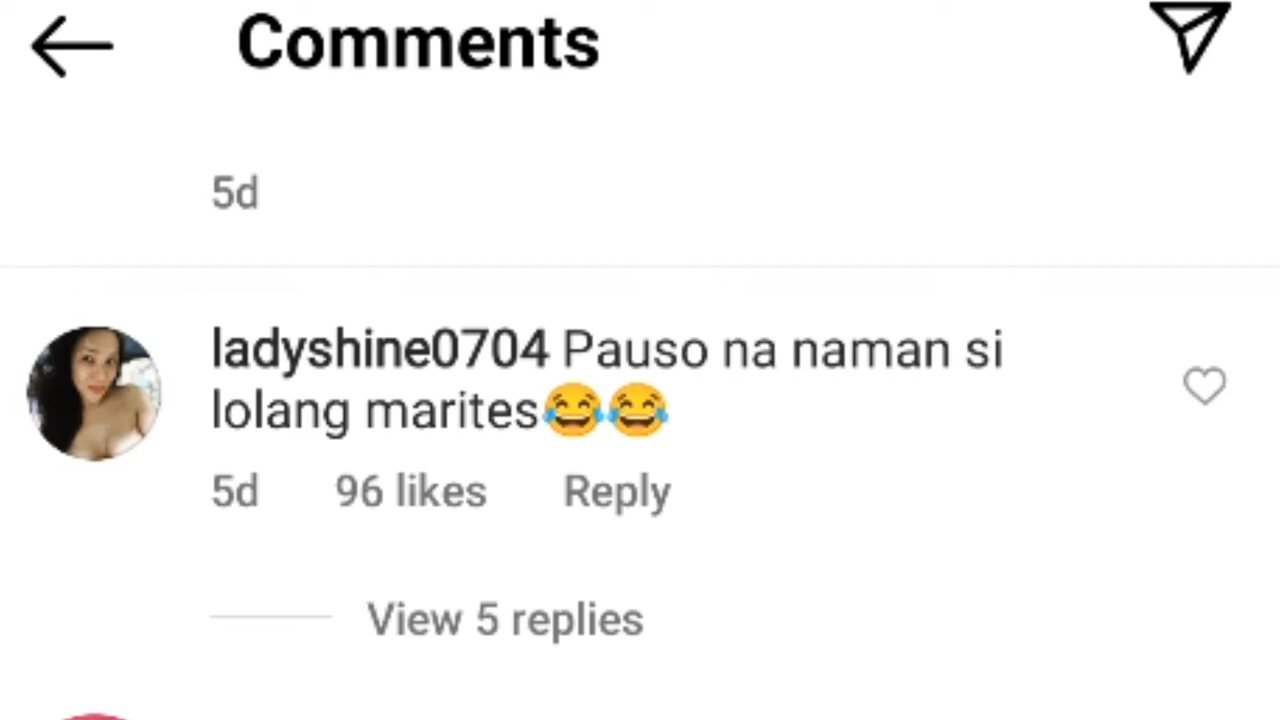 Comments
5d
ladyshine0704 Pauso na naman si
lolang marites😂😂
5d 96 likes Reply
View 5 replies